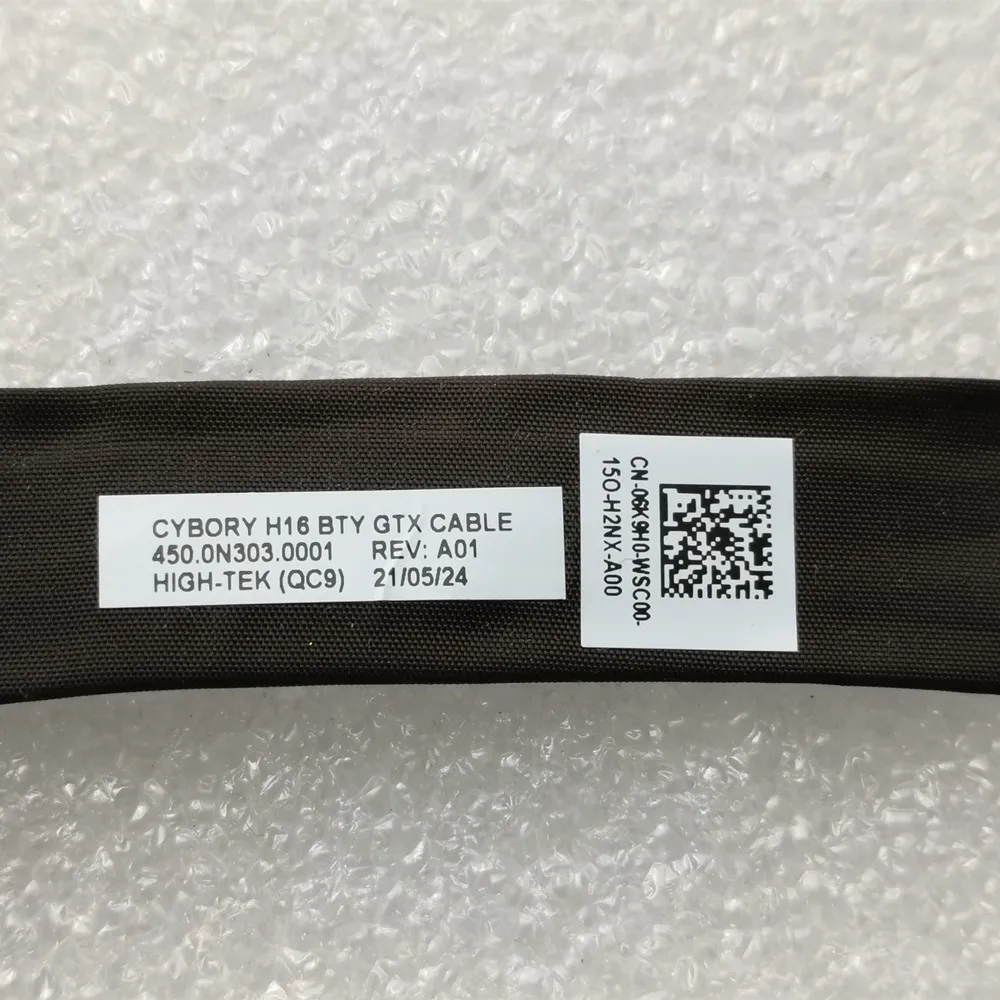 CYBORY H16 BTY GTX CABLE
450.0N303.0001 REV: A01
HIGH-TEK (QC9) 21/05/24
CN-06K9H0-WSC00-
15O-H2NX-A00